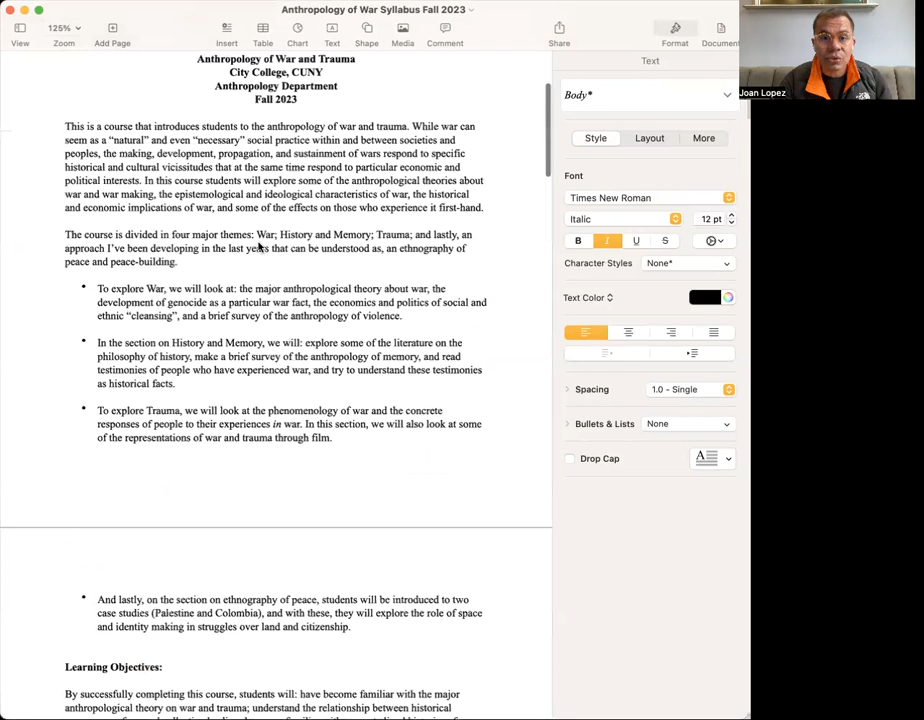 Anthropology of War Syllabus Fall 2023
125%
View
Zoom
Add Page
Insert
Table
Chart
Text
Shape
Media
Comment
Share
Format
Document
Joan Lopez
Anthropology of War and Trauma
City College, CUNY
Anthropology Department
Fall 2023
This is a course that introduces students to the anthropology of war and trauma. While war can
seem as a “natural” and even “necessary” social practice within and between societies and
peoples, the making, development, propagation, and sustainment of wars respond to specific
historical and cultural vicissitudes that at the same time respond to particular economic and
political interests. In this course students will explore some of the anthropological theories about
war and war making, the epistemological and ideological characteristics of war, the historical
and economic implications of war, and some of the effects on those who experience it first-hand.
The course is divided in four major themes: War; History and Memory; Trauma; and lastly, an
approach I’ve been developing in the last years that can be understood as, an ethnography of
peace and peace-building.
• To explore War, we will look at: the major anthropological theory about war, the
development of genocide as a particular war fact, the economics and politics of social and
ethnic “cleansing”, and a brief survey of the anthropology of violence.
• In the section on History and Memory, we will: explore some of the literature on the
philosophy of history, make a brief survey of the anthropology of memory, and read
testimonies of people who have experienced war, and try to understand these testimonies
as historical facts.
• To explore Trauma, we will look at the phenomenology of war and the concrete
responses of people to their experiences in war. In this section, we will also look at some
of the representations of war and trauma through film.
• And lastly, on the section on ethnography of peace, students will be introduced to two
case studies (Palestine and Colombia), and with these, they will explore the role of space
and identity making in struggles over land and citizenship.
Learning Objectives:
By successfully completing this course, students will: have become familiar with the major
anthropological theory on war and trauma; understand the relationship between historical
Text
Body*
Style
Layout
More
Font
Times New Roman
Italic
12 pt
B
I
U
S
Character Styles
None*
Text Color
Spacing
1.0 - Single
Bullets & Lists
None
Drop Cap
A